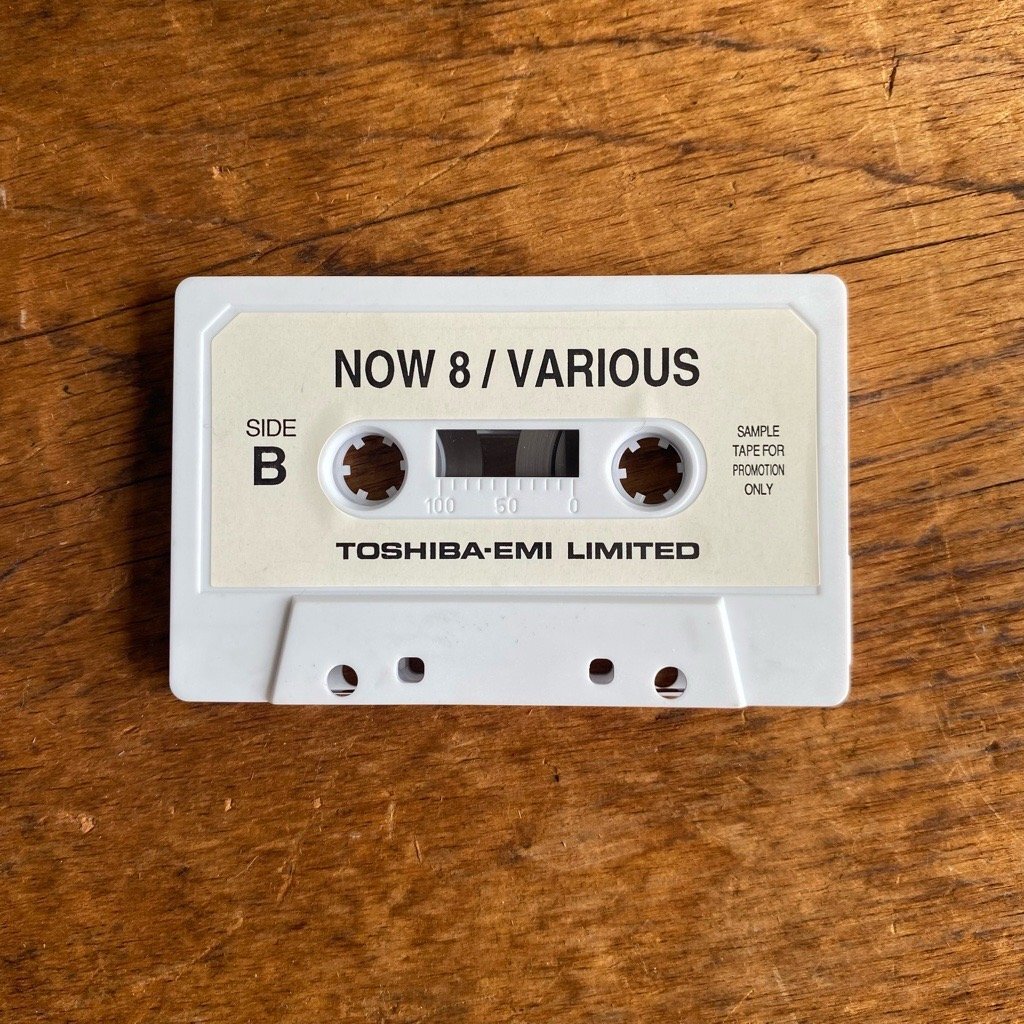 NOW 8 / VARIOUS
SIDE
B
SAMPLE
TAPE FOR
PROMOTION
ONLY
100 50 0
TOSHIBA-EMI LIMITED